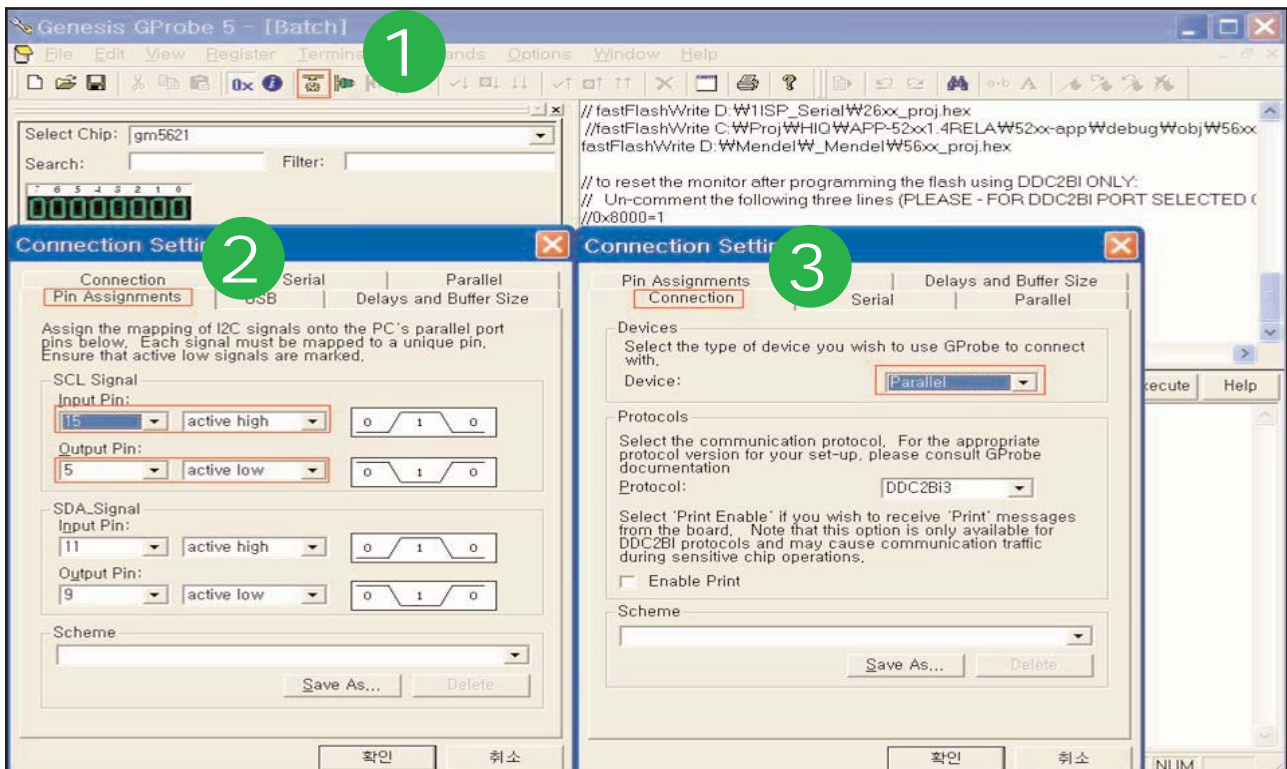 Genesis GProbe 5 - [Batch]
1
File Edit View Register Termina ands Options Window Help
0x
Select Chip: gm5621
Search: Filter:
7 6 5 4 3 2 1 0
00000000
// fastFlashWrite D:₩1ISP_Serial₩26xx_proj.hex
//fastFlashWrite C:₩Proj₩HIQ₩APP-52xx1.4RELA₩52xx-app₩debug₩obj₩56xx
fastFlashWrite D:₩Mendel₩_Mendel₩56xx_proj.hex
// to reset the monitor after programming the flash using DDC2BI ONLY:
// Un-comment the following three lines (PLEASE - FOR DDC2BI PORT SELECTED (
//0x8000=1
Connection Settin
2
Connection Serial Parallel
Pin Assignments USB Delays and Buffer Size
Assign the mapping of I2C signals onto the PC's parallel port
pins below. Each signal must be mapped to a unique pin.
Ensure that active low signals are marked.
SCL Signal
Input Pin:
15 active high 0 1 0
Output Pin:
5 active low 0 1 0
SDA_Signal
Input Pin:
11 active high 0 1 0
Output Pin:
9 active low 0 1 0
Scheme
Save As... Delete
확인 취소
Connection Settin
3
Pin Assignments Delays and Buffer Size
Connection Serial Parallel
Devices
Select the type of device you wish to use GProbe to connect
with.
Device: Parallel
Protocols
Select the communication protocol. For the appropriate
protocol version for your set-up, please consult GProbe
documentation
Protocol: DDC2Bi3
Select 'Print Enable' if you wish to receive 'Print' messages
from the board. Note that this option is only available for
DDC2BI protocols and may cause communication traffic
during sensitive chip operations.
Enable Print
Scheme
Save As... Delete
확인 취소
ecute Help
NUM